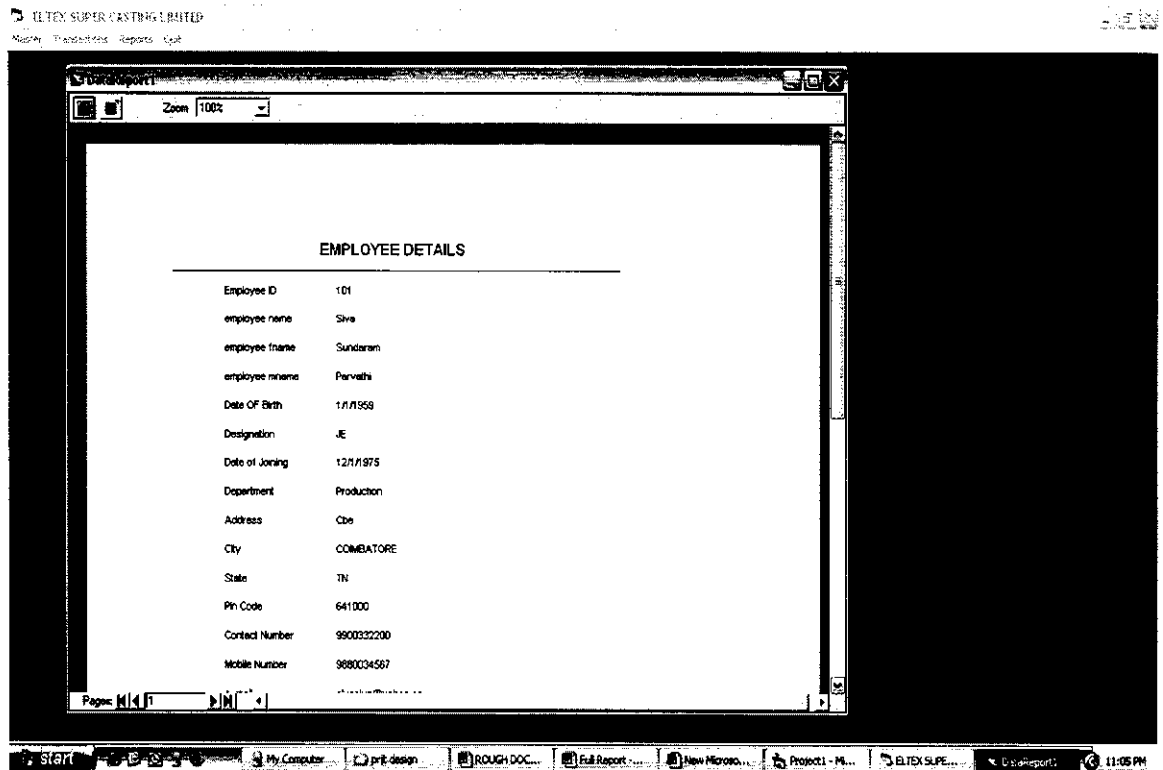 ELTEX SUPER CASTING LIMITED
Master Transactions Reports Quit
DataReport1
Zoom 100%
EMPLOYEE DETAILS
Employee ID 101
employee name Siva
employee fname Sundaram
employee mname Parvathi
Date OF Birth 1/1/1959
Designation JE
Date of Joining 12/1/1975
Department Production
Address Cbe
City COIMBATORE
State TN
Pin Code 641000
Contact Number 9900332200
Mobile Number 9880034567
Pages: 1
start My Computer prit design ROUGH DOC... Full Report -... New Microso... Project1 - Mi... ELTEX SUPE... DataReport1 11:05 PM